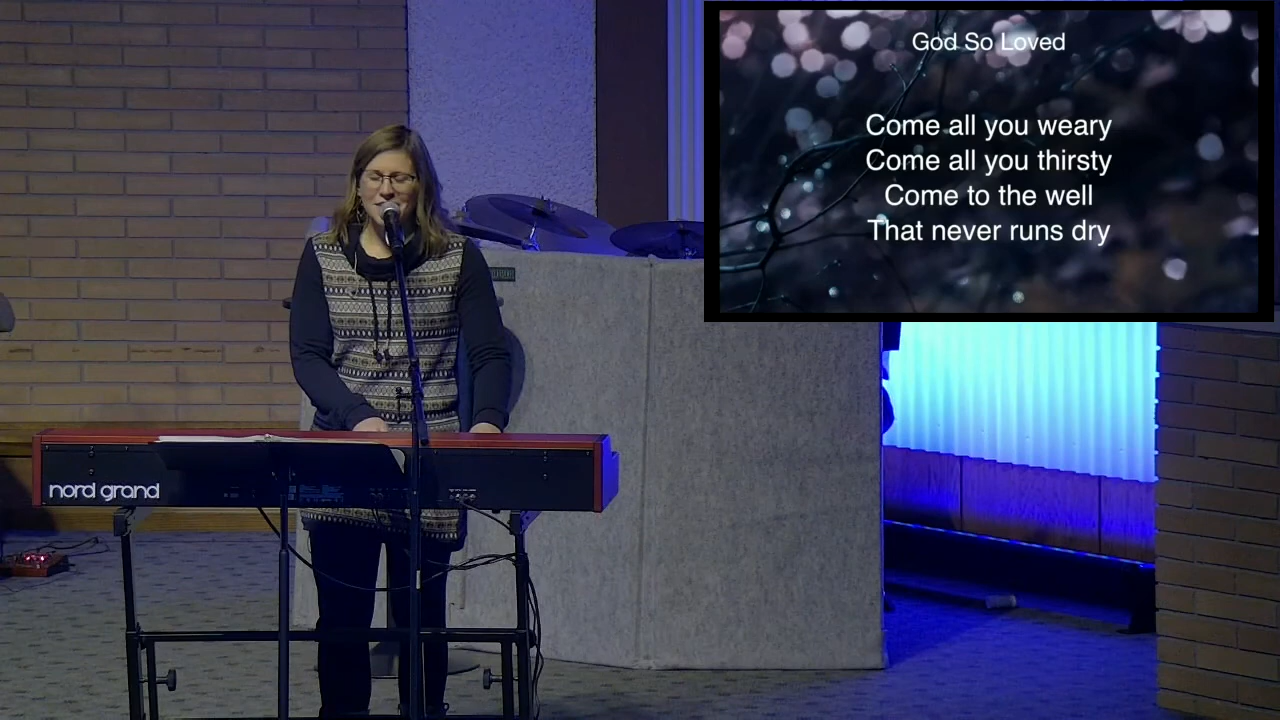 God So Loved
Come all you weary
Come all you thirsty
Come to the well
That never runs dry
nord grand